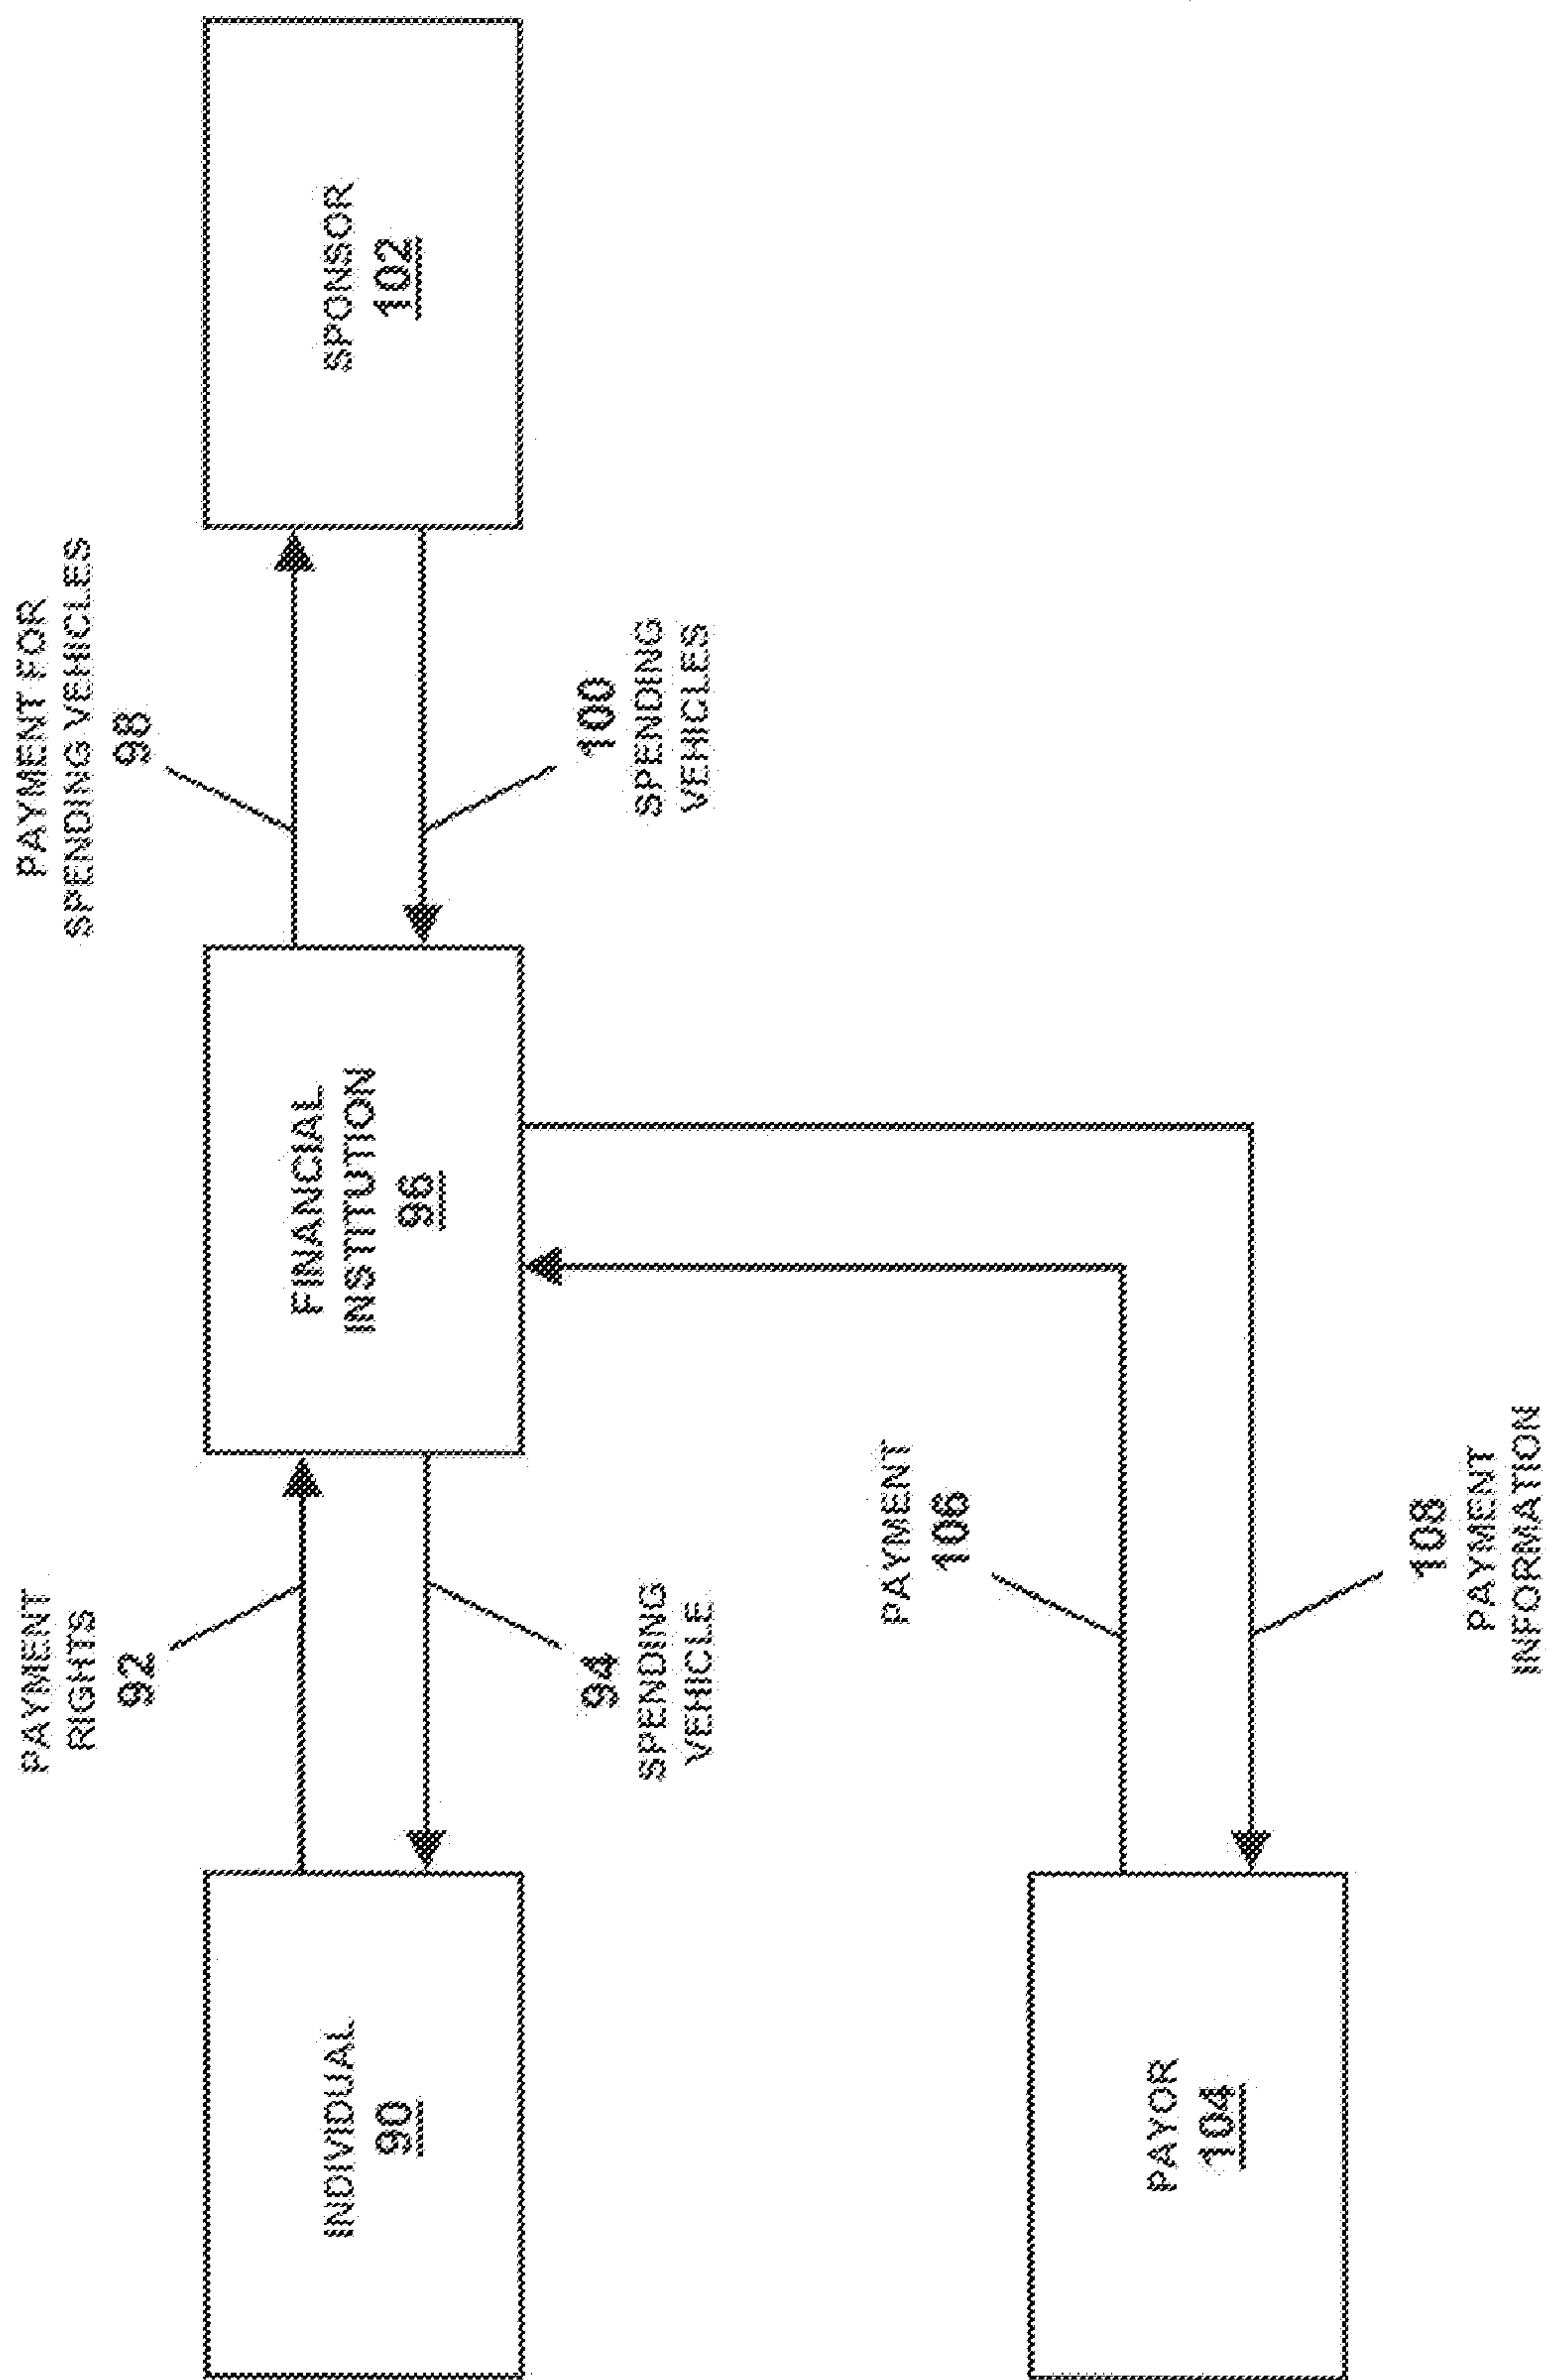 PAYMENT
RIGHTS
92
PAYMENT FOR
SPENDING VEHICLES
98
INDIVIDUAL
90
FINANCIAL
INSTITUTION
96
SPONSOR
102
94
SPENDING
VEHICLE
100
SPENDING
VEHICLES
PAYMENT
106
PAYOR
104
108
PAYMENT
INFORMATION